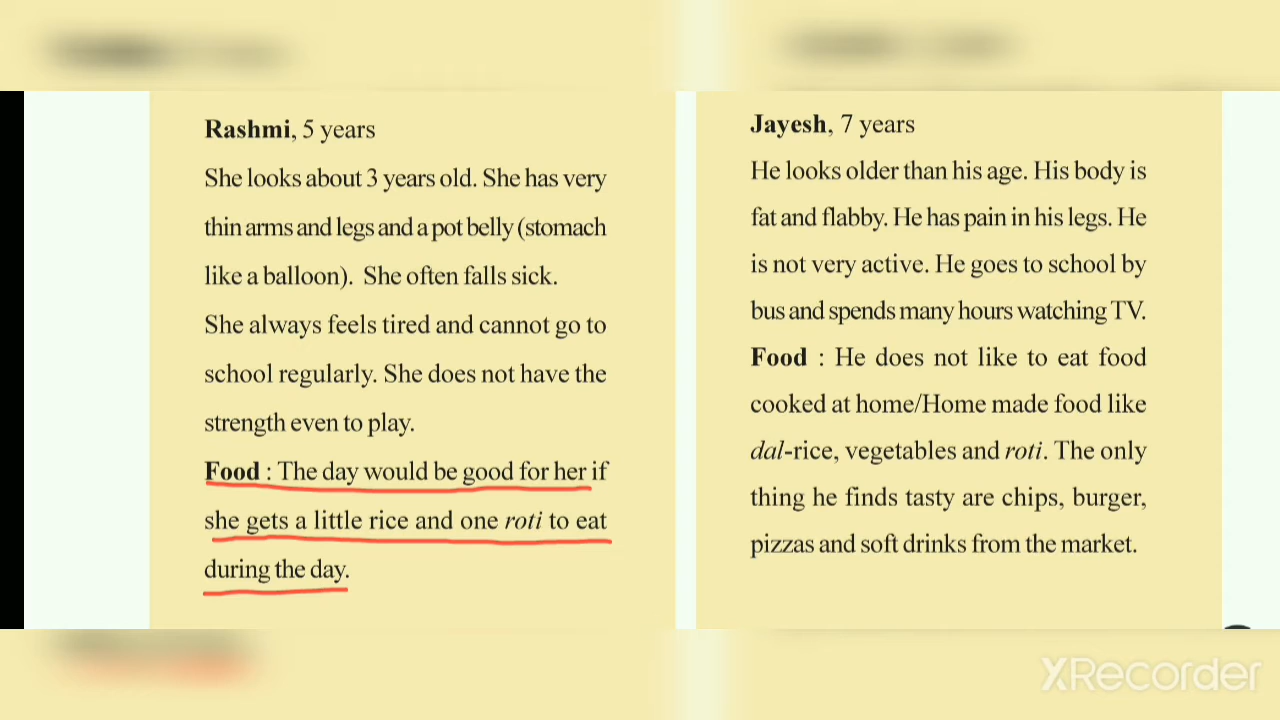 Rashmi, 5 years
She looks about 3 years old. She has very
thin arms and legs and a pot belly (stomach
like a balloon). She often falls sick.
She always feels tired and cannot go to
school regularly. She does not have the
strength even to play.
Food : The day would be good for her if
she gets a little rice and one roti to eat
during the day.
Jayesh, 7 years
He looks older than his age. His body is
fat and flabby. He has pain in his legs. He
is not very active. He goes to school by
bus and spends many hours watching TV.
Food : He does not like to eat food
cooked at home/Home made food like
dal-rice, vegetables and roti. The only
thing he finds tasty are chips, burger,
pizzas and soft drinks from the market.
XRecorder